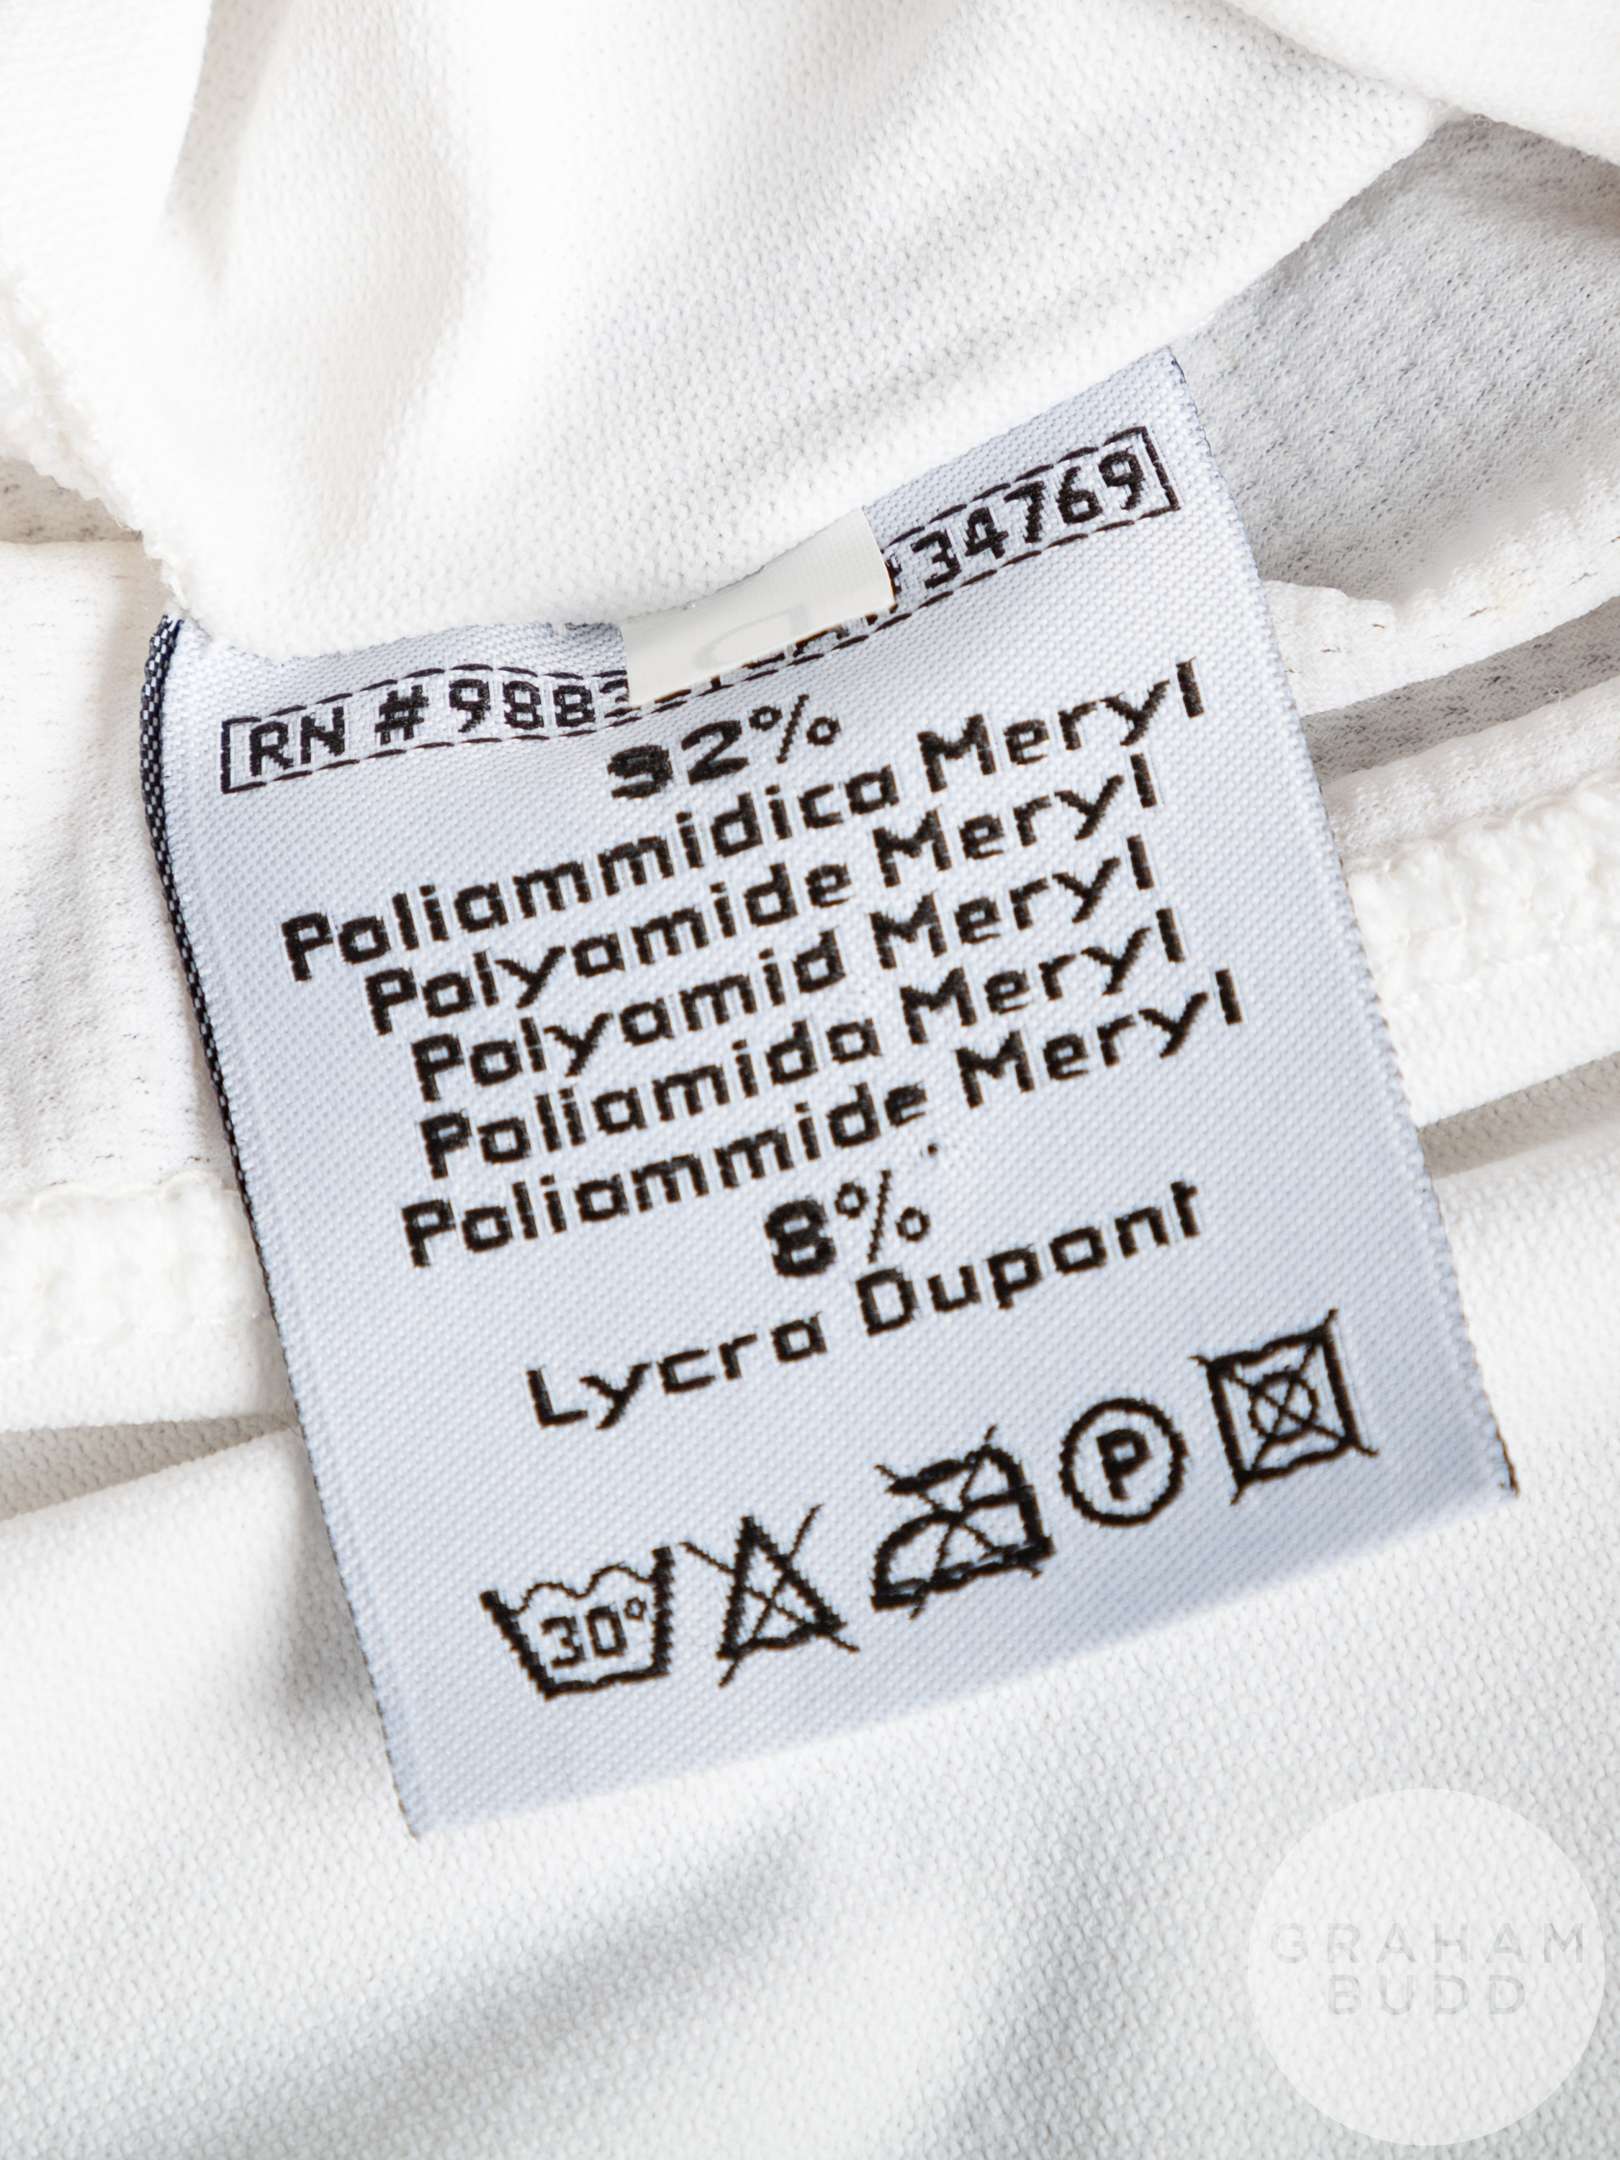 RN # 988
# 34769
92%
Poliammidica Meryl
Polyamide Meryl
Polyamid Meryl
Poliamida Meryl
Poliammide Meryl
8%
Lycra Dupont
30°
P
GRAHAM
BUDD